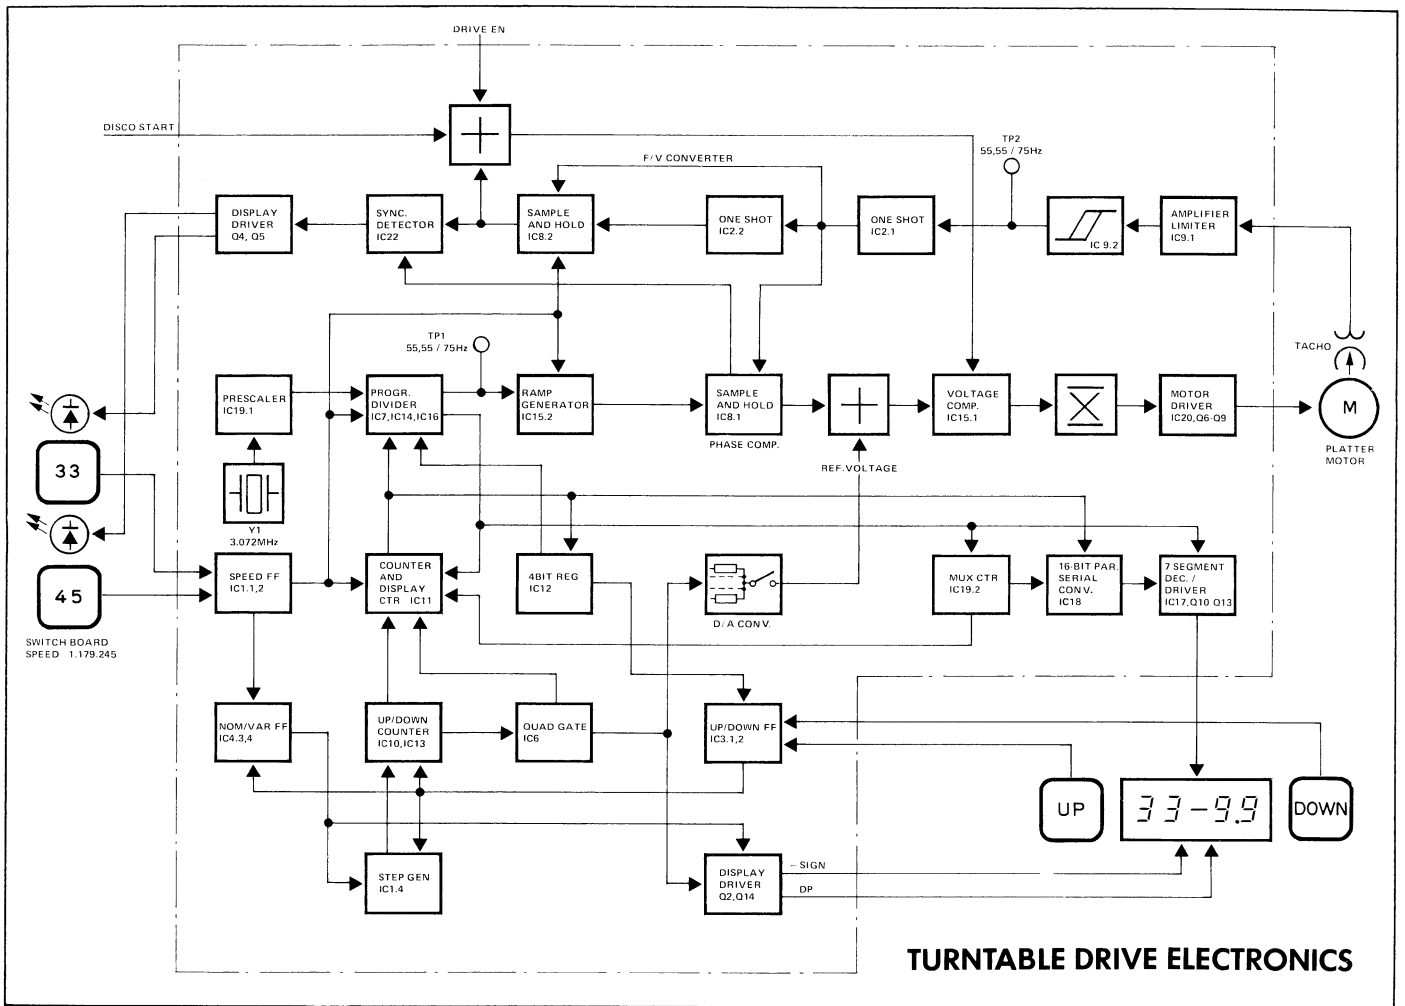 DRIVE EN
DISCO START
F/V CONVERTER
TP2
55,55 / 75Hz
DISPLAY
DRIVER
Q4, Q5
SYNC.
DETECTOR
IC22
SAMPLE
AND HOLD
IC8.2
ONE SHOT
IC2.2
ONE SHOT
IC2.1
IC 9.2
AMPLIFIER
LIMITER
IC9.1
TP1
55,55 / 75Hz
TACHO
PRESCALER
IC19.1
PROGR.
DIVIDER
IC7, IC14, IC16
RAMP
GENERATOR
IC15.2
SAMPLE
AND HOLD
IC8.1
PHASE COMP.
REF. VOLTAGE
VOLTAGE
COMP.
IC15.1
MOTOR
DRIVER
IC20, Q6-Q9
M
PLATTER
MOTOR
33
Y1
3.072MHz
45
SWITCH BOARD
SPEED 1.179.245
SPEED FF
IC1.1,2
COUNTER
AND
DISPLAY
CTR IC11
4BIT REG
IC12
D/A CONV.
MUX CTR
IC19.2
16-BIT PAR.
SERIAL
CONV.
IC18
7 SEGMENT
DEC. /
DRIVER
IC17, Q10 Q13
NOM/VAR FF
IC4.3,4
UP/DOWN
COUNTER
IC10, IC13
QUAD GATE
IC6
UP/DOWN FF
IC3.1,2
UP
33-9.9
DOWN
STEP GEN
IC1.4
DISPLAY
DRIVER
Q2, Q14
- SIGN
DP
TURNTABLE DRIVE ELECTRONICS